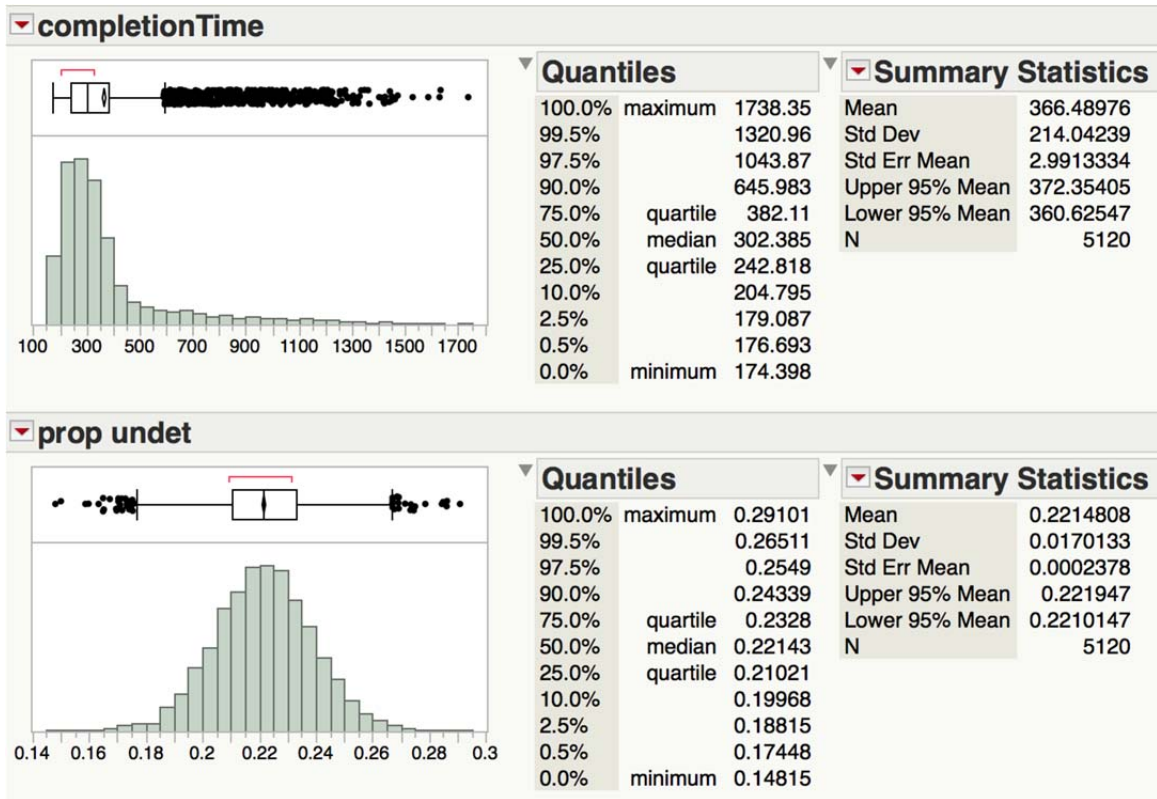 completionTime
Quantiles
100.0% maximum 1738.35
99.5% 1320.96
97.5% 1043.87
90.0% 645.983
75.0% quartile 382.11
50.0% median 302.385
25.0% quartile 242.818
10.0% 204.795
2.5% 179.087
0.5% 176.693
0.0% minimum 174.398
Summary Statistics
Mean 366.48976
Std Dev 214.04239
Std Err Mean 2.9913334
Upper 95% Mean 372.35405
Lower 95% Mean 360.62547
N 5120
100 300 500 700 900 1100 1300 1500 1700
prop undet
Quantiles
100.0% maximum 0.29101
99.5% 0.26511
97.5% 0.2549
90.0% 0.24339
75.0% quartile 0.2328
50.0% median 0.22143
25.0% quartile 0.21021
10.0% 0.19968
2.5% 0.18815
0.5% 0.17448
0.0% minimum 0.14815
Summary Statistics
Mean 0.2214808
Std Dev 0.0170133
Std Err Mean 0.0002378
Upper 95% Mean 0.221947
Lower 95% Mean 0.2210147
N 5120
0.14 0.16 0.18 0.2 0.22 0.24 0.26 0.28 0.3